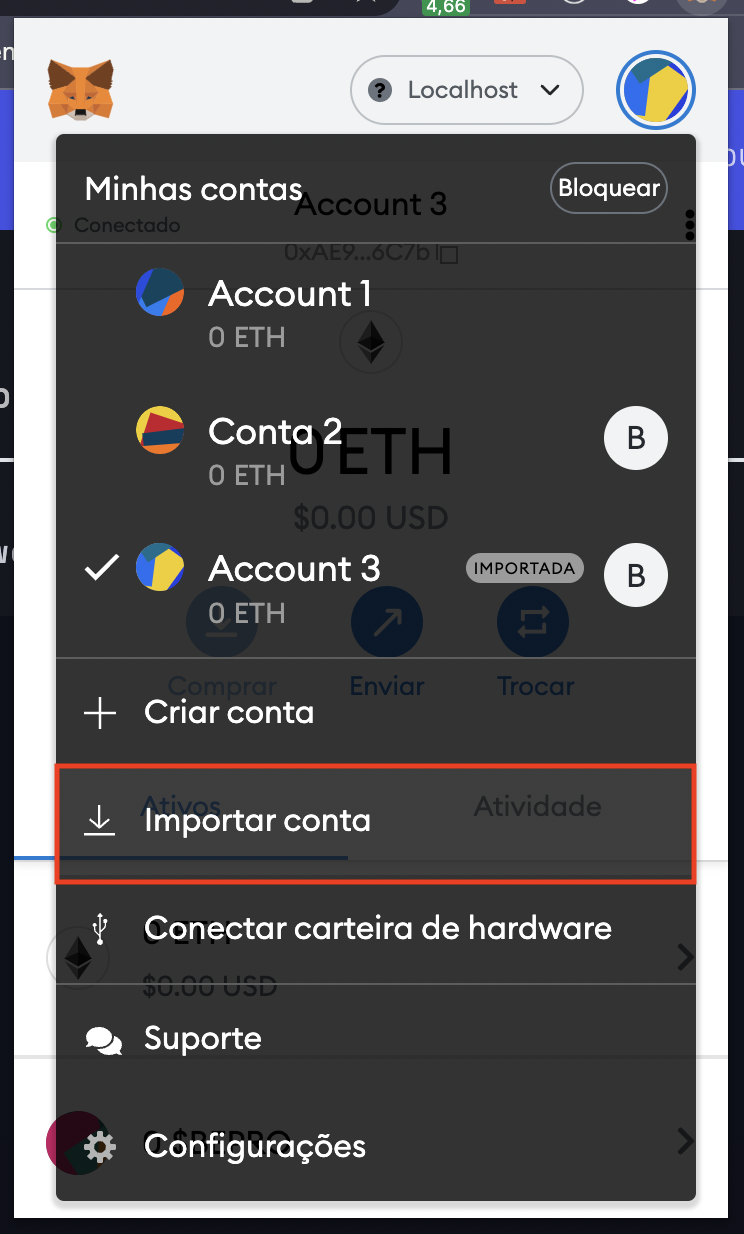 4,66
Localhost
Minhas contas
Bloquear
Account 3
Conectado
0xAE9...6C7b
Account 1
0 ETH
Conta 2
B
0 ETH
0 ETH
$0.00 USD
Account 3
IMPORTADA
B
0 ETH
Comprar
Enviar
Trocar
Criar conta
Ativos
Atividade
Importar conta
0 ETH
Conectar carteira de hardware
$0.00 USD
Suporte
0 $BEPRO
Configurações